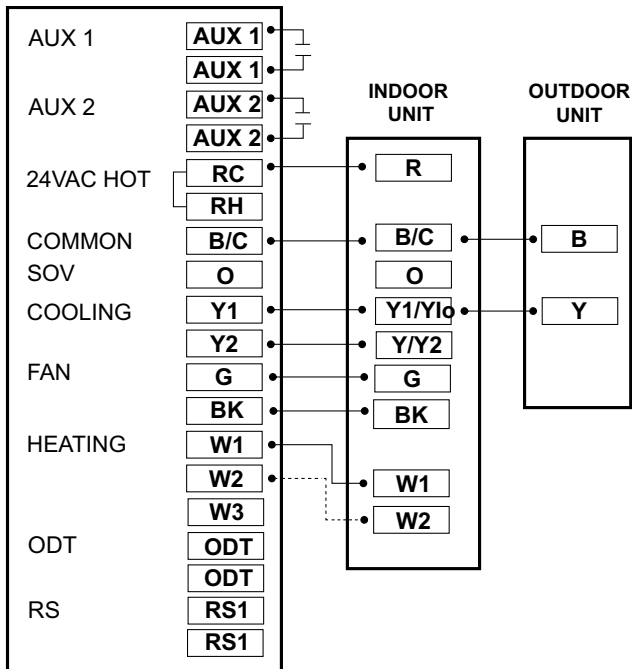 AUX 1 AUX 1
AUX 1
AUX 2 AUX 2
AUX 2
24VAC HOT RC
RH
COMMON B/C
SOV O
COOLING Y1
Y2
FAN G
BK
HEATING W1
W2
W3
ODT ODT
ODT
RS RS1
RS1
INDOOR
UNIT
R
B/C
O
Y1/Ylo
Y/Y2
G
BK
W1
W2
OUTDOOR
UNIT
B
Y